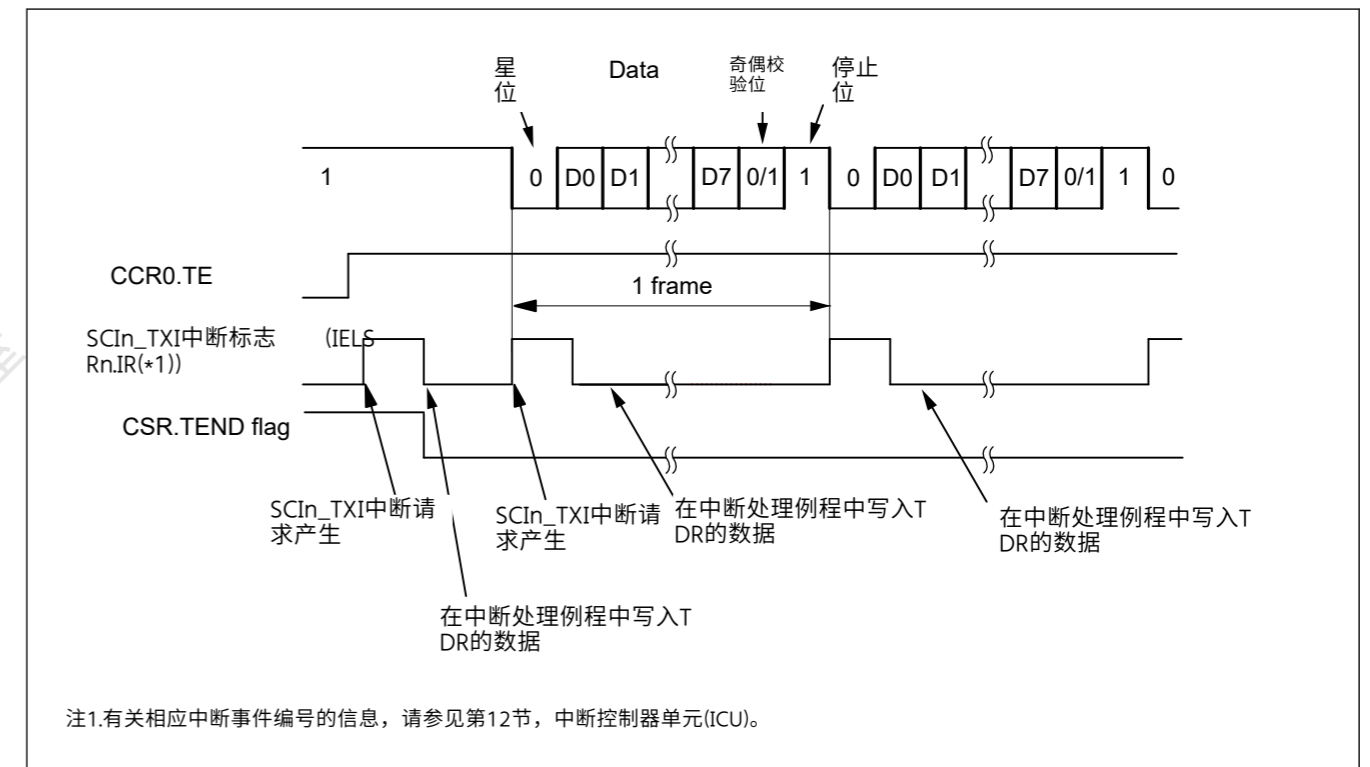 星
位
Data
奇偶校
验位
停止
位
1
0 D0 D1 D7 0/1 1 0 D0 D1 D7 0/1 1 0
CCR0.TE
1 frame
SCIn_TXI中断标志 (IELS
Rn.IR(*1))
CSR.TEND flag
SCIn_TXI中断请
求产生
SCIn_TXI中断请
求产生
在中断处理例程中写入T
DR的数据
在中断处理例程中写入T
DR的数据
在中断处理例程中写入T
DR的数据
注1.有关相应中断事件编号的信息，请参见第12节，中断控制器单元(ICU)。